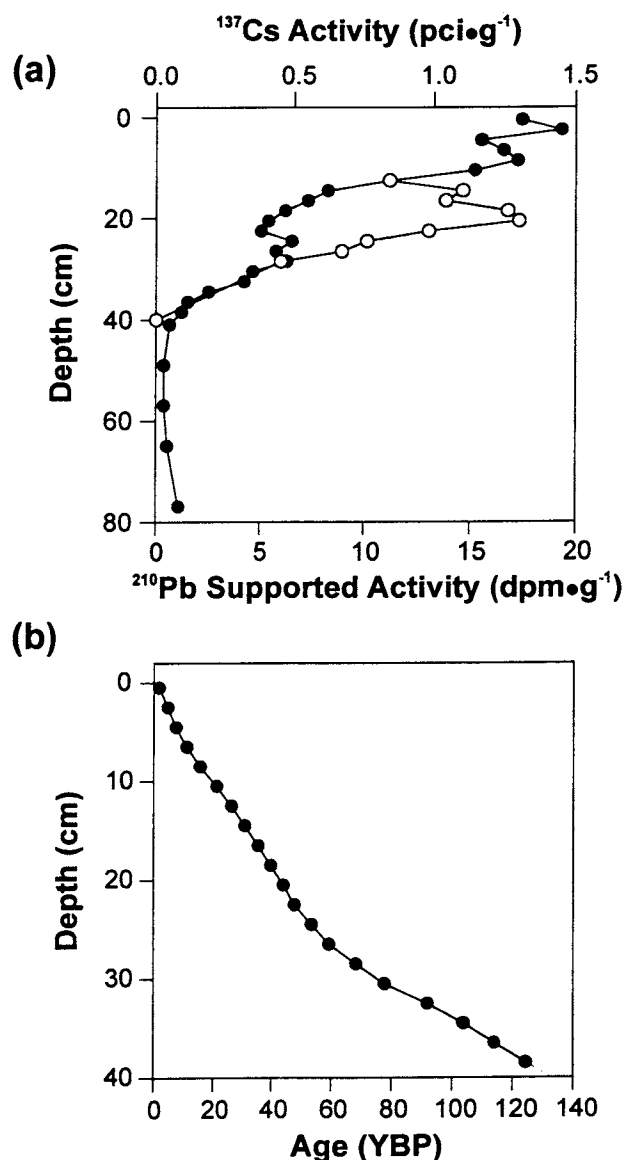 ¹³⁷Cs Activity (pci•g⁻¹)
(a)
0.0 0.5 1.0 1.5
0
20
40
60
80
Depth (cm)
0 5 10 15 20
²¹⁰Pb Supported Activity (dpm•g⁻¹)
(b)
0
10
20
30
40
Depth (cm)
0 20 40 60 80 100 120 140
Age (YBP)